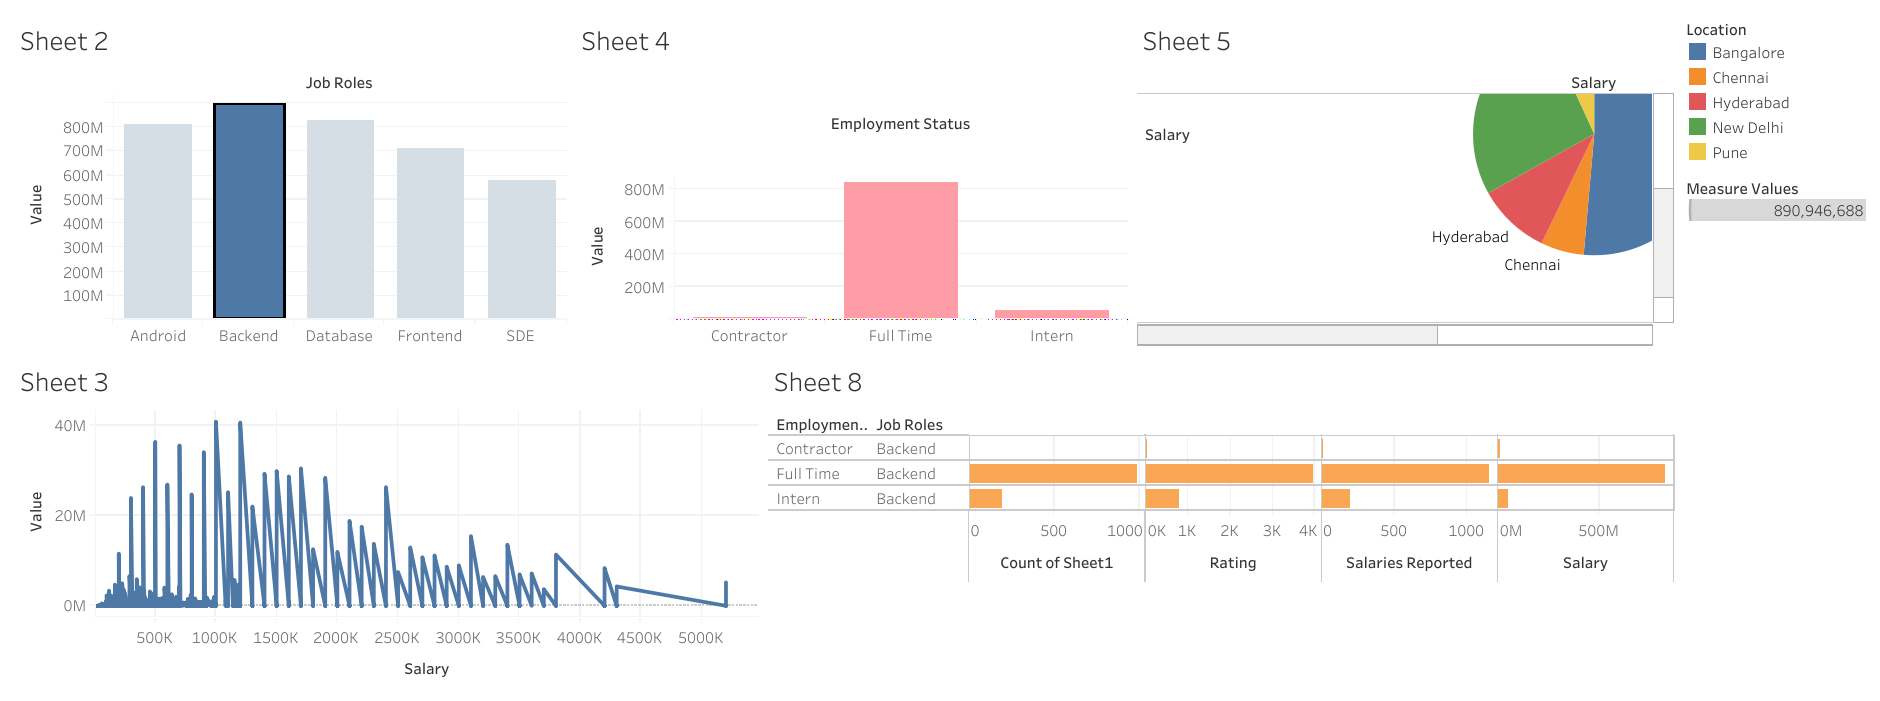 Sheet 2
Job Roles
Value
800M
700M
600M
500M
400M
300M
200M
100M
Android Backend Database Frontend SDE
Sheet 4
Employment Status
Value
800M
600M
400M
200M
Contractor Full Time Intern
Sheet 5
Salary
Salary
Hyderabad
Chennai
Location
Bangalore
Chennai
Hyderabad
New Delhi
Pune
Measure Values
890,946,688
Sheet 3
Value
40M
20M
0M
500K 1000K 1500K 2000K 2500K 3000K 3500K 4000K 4500K 5000K
Salary
Sheet 8
Employmen.. Job Roles
Contractor Backend
Full Time Backend
Intern Backend
0 500 1000 0K 1K 2K 3K 4K 0 500 1000 0M 500M
Count of Sheet1 Rating Salaries Reported Salary